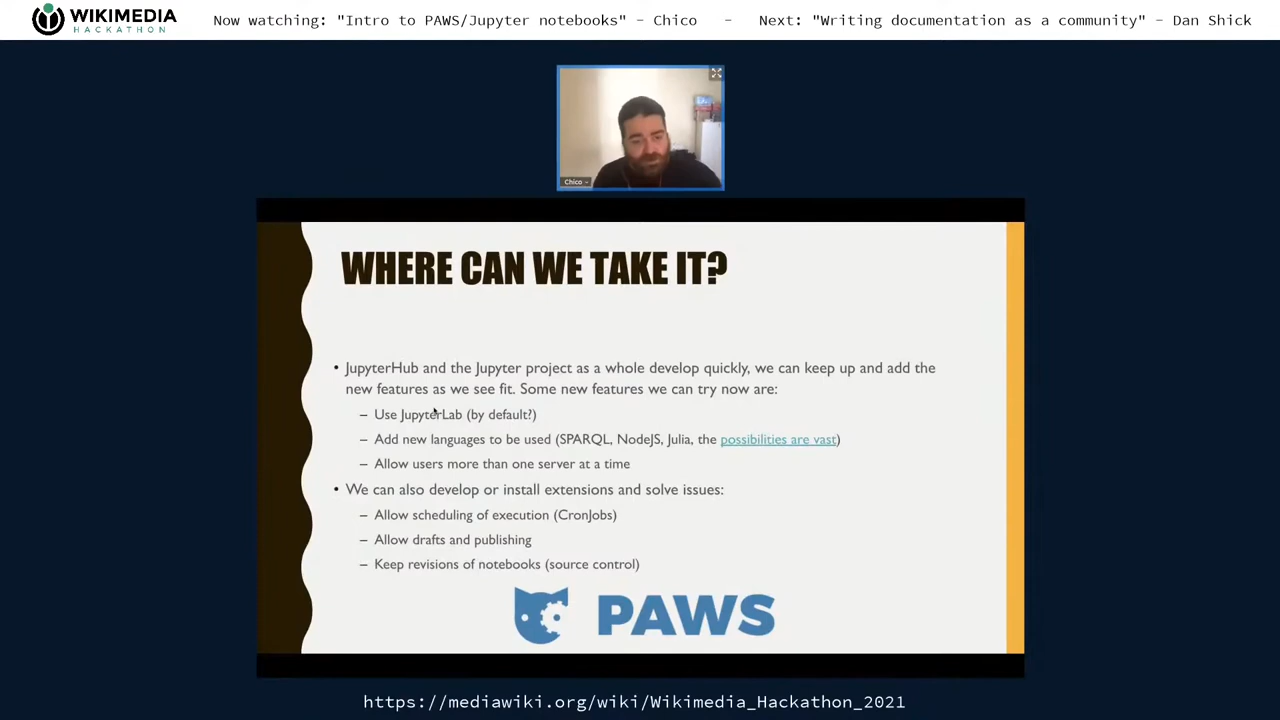 WIKIMEDIA
HACKATHON
Now watching: "Intro to PAWS/Jupyter notebooks" - Chico - Next: "Writing documentation as a community" - Dan Shick
Chico
WHERE CAN WE TAKE IT?
• JupyterHub and the Jupyter project as a whole develop quickly, we can keep up and add the
new features as we see fit. Some new features we can try now are:
– Use JupyterLab (by default?)
– Add new languages to be used (SPARQL, NodeJS, Julia, the possibilities are vast)
– Allow users more than one server at a time
• We can also develop or install extensions and solve issues:
– Allow scheduling of execution (CronJobs)
– Allow drafts and publishing
– Keep revisions of notebooks (source control)
PAWS
https://mediawiki.org/wiki/Wikimedia_Hackathon_2021